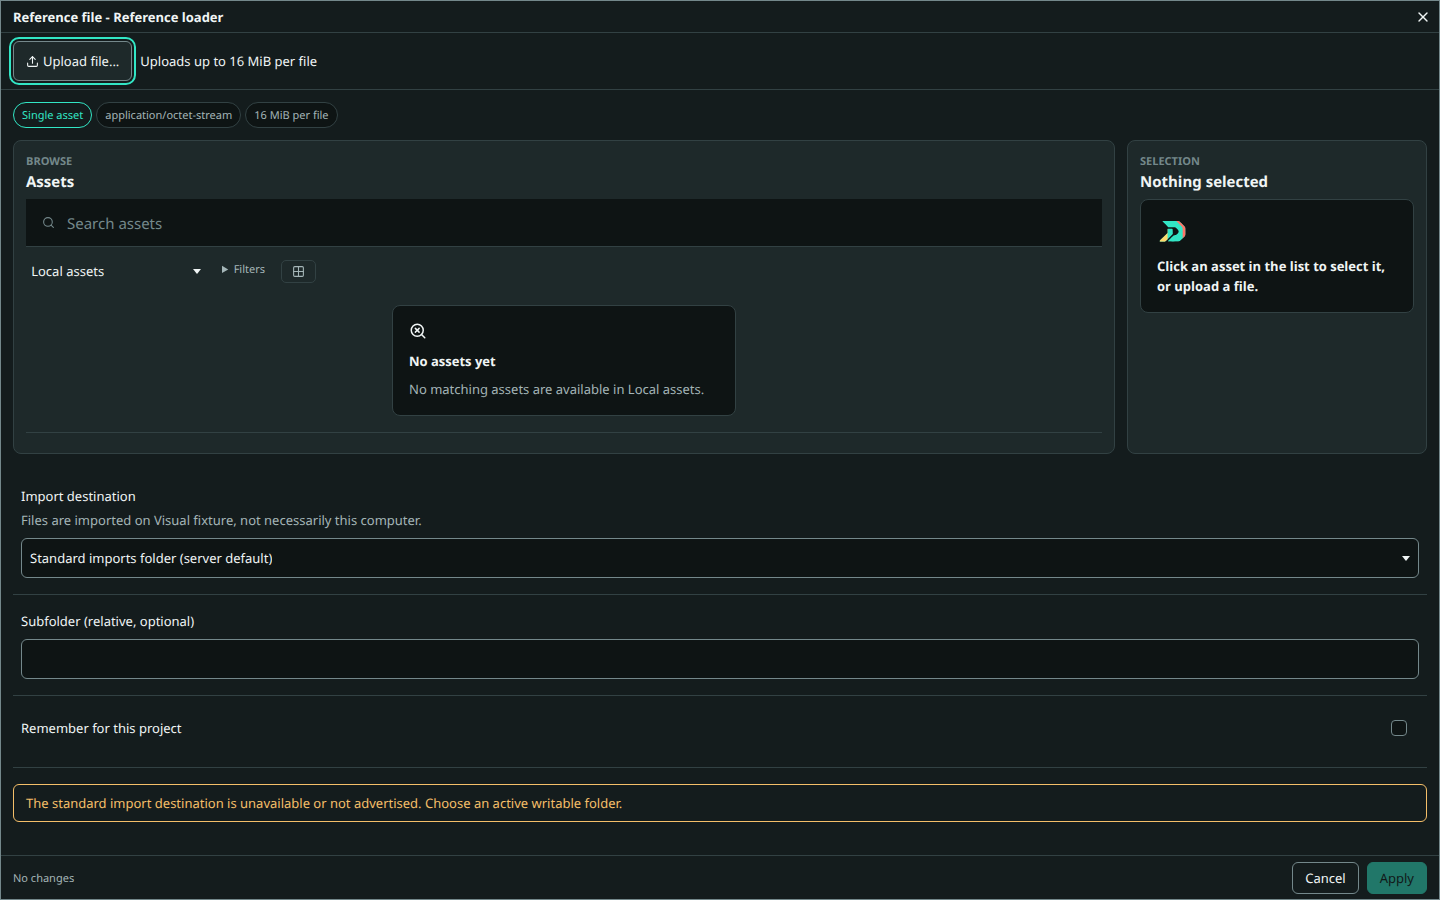 Reference file - Reference loader
Upload file...
Uploads up to 16 MiB per file
Single asset
application/octet-stream
16 MiB per file
BROWSE
Assets
Search assets
Local assets
Filters
No assets yet
No matching assets are available in Local assets.
SELECTION
Nothing selected
Click an asset in the list to select it,
or upload a file.
Import destination
Files are imported on Visual fixture, not necessarily this computer.
Standard imports folder (server default)
Subfolder (relative, optional)
Remember for this project
The standard import destination is unavailable or not advertised. Choose an active writable folder.
No changes
Cancel
Apply